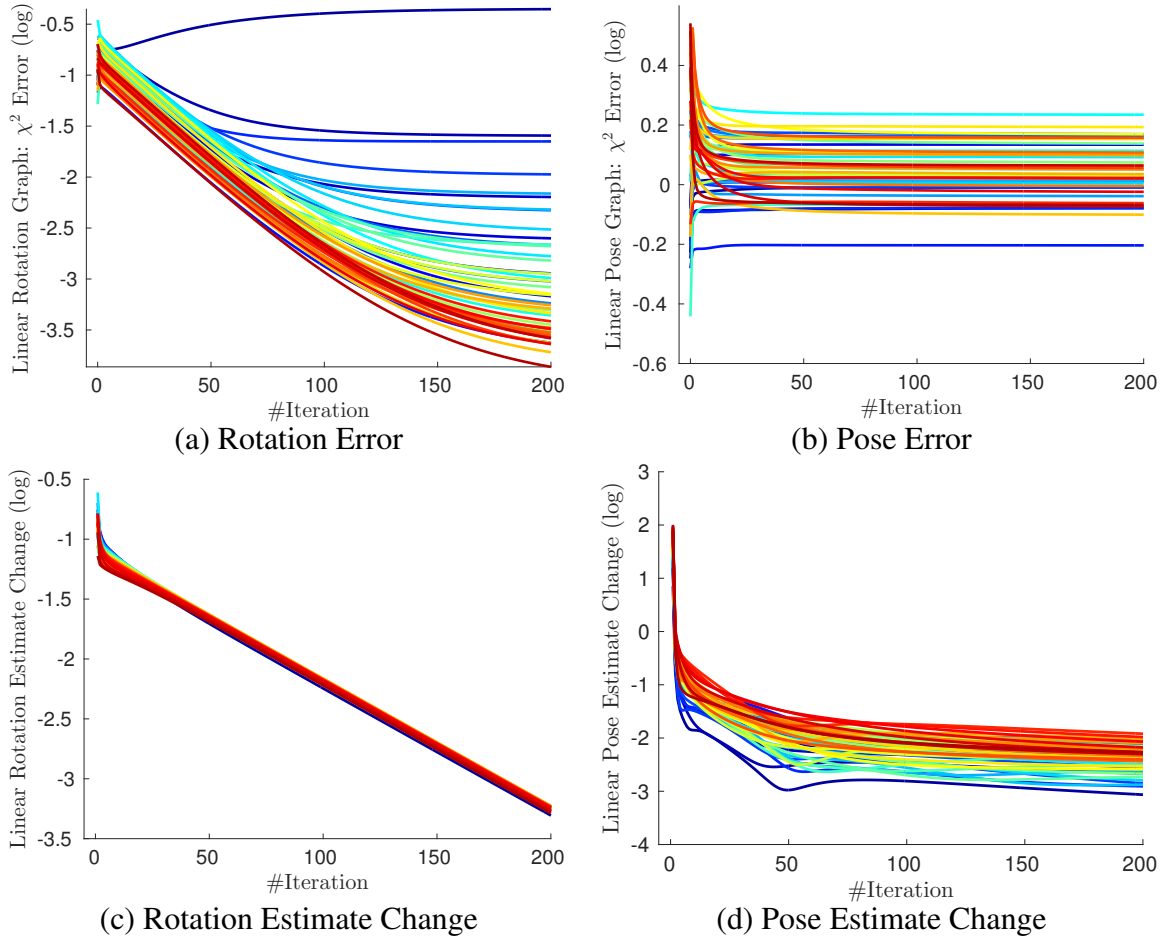 Linear Rotation Graph: χ² Error (log)
-0.5
-1
-1.5
-2
-2.5
-3
-3.5
0 50 100 150 200
#Iteration
(a) Rotation Error
Linear Pose Graph: χ² Error (log)
0.4
0.2
0
-0.2
-0.4
-0.6
0 50 100 150 200
#Iteration
(b) Pose Error
Linear Rotation Estimate Change (log)
-0.5
-1
-1.5
-2
-2.5
-3
-3.5
0 50 100 150 200
#Iteration
(c) Rotation Estimate Change
Linear Pose Estimate Change (log)
3
2
1
0
-1
-2
-3
-4
0 50 100 150 200
#Iteration
(d) Pose Estimate Change